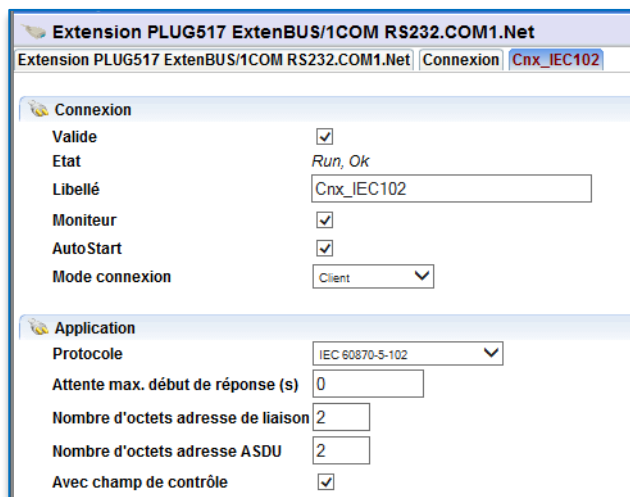 Extension PLUG517 ExtenBUS/1COM RS232.COM1.Net
Extension PLUG517 ExtenBUS/1COM RS232.COM1.Net Connexion Cnx_IEC102
Connexion
Valide
Etat Run, Ok
Libellé Cnx_IEC102
Moniteur
AutoStart
Mode connexion Client
Application
Protocole IEC 60870-5-102
Attente max. début de réponse (s) 0
Nombre d'octets adresse de liaison 2
Nombre d'octets adresse ASDU 2
Avec champ de contrôle